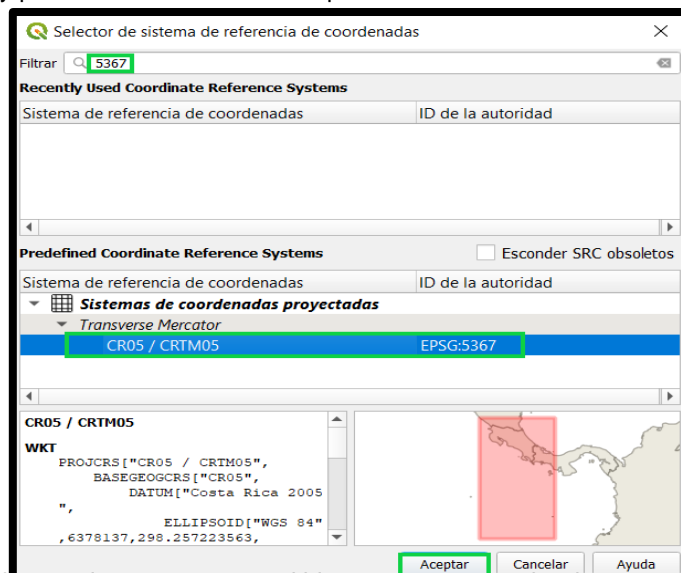 Selector de sistema de referencia de coordenadas
Filtrar 5367
Recently Used Coordinate Reference Systems
Sistema de referencia de coordenadas ID de la autoridad
Predefined Coordinate Reference Systems Esconder SRC obsoletos
Sistema de referencia de coordenadas ID de la autoridad
Sistemas de coordenadas proyectadas
Transverse Mercator
CR05 / CRTM05 EPSG:5367
CR05 / CRTM05
WKT
PROJCRS["CR05 / CRTM05",
BASEGEOGCRS["CR05",
DATUM["Costa Rica 2005
",
ELLIPSOID["WGS 84"
,6378137,298.257223563,
Aceptar Cancelar Ayuda